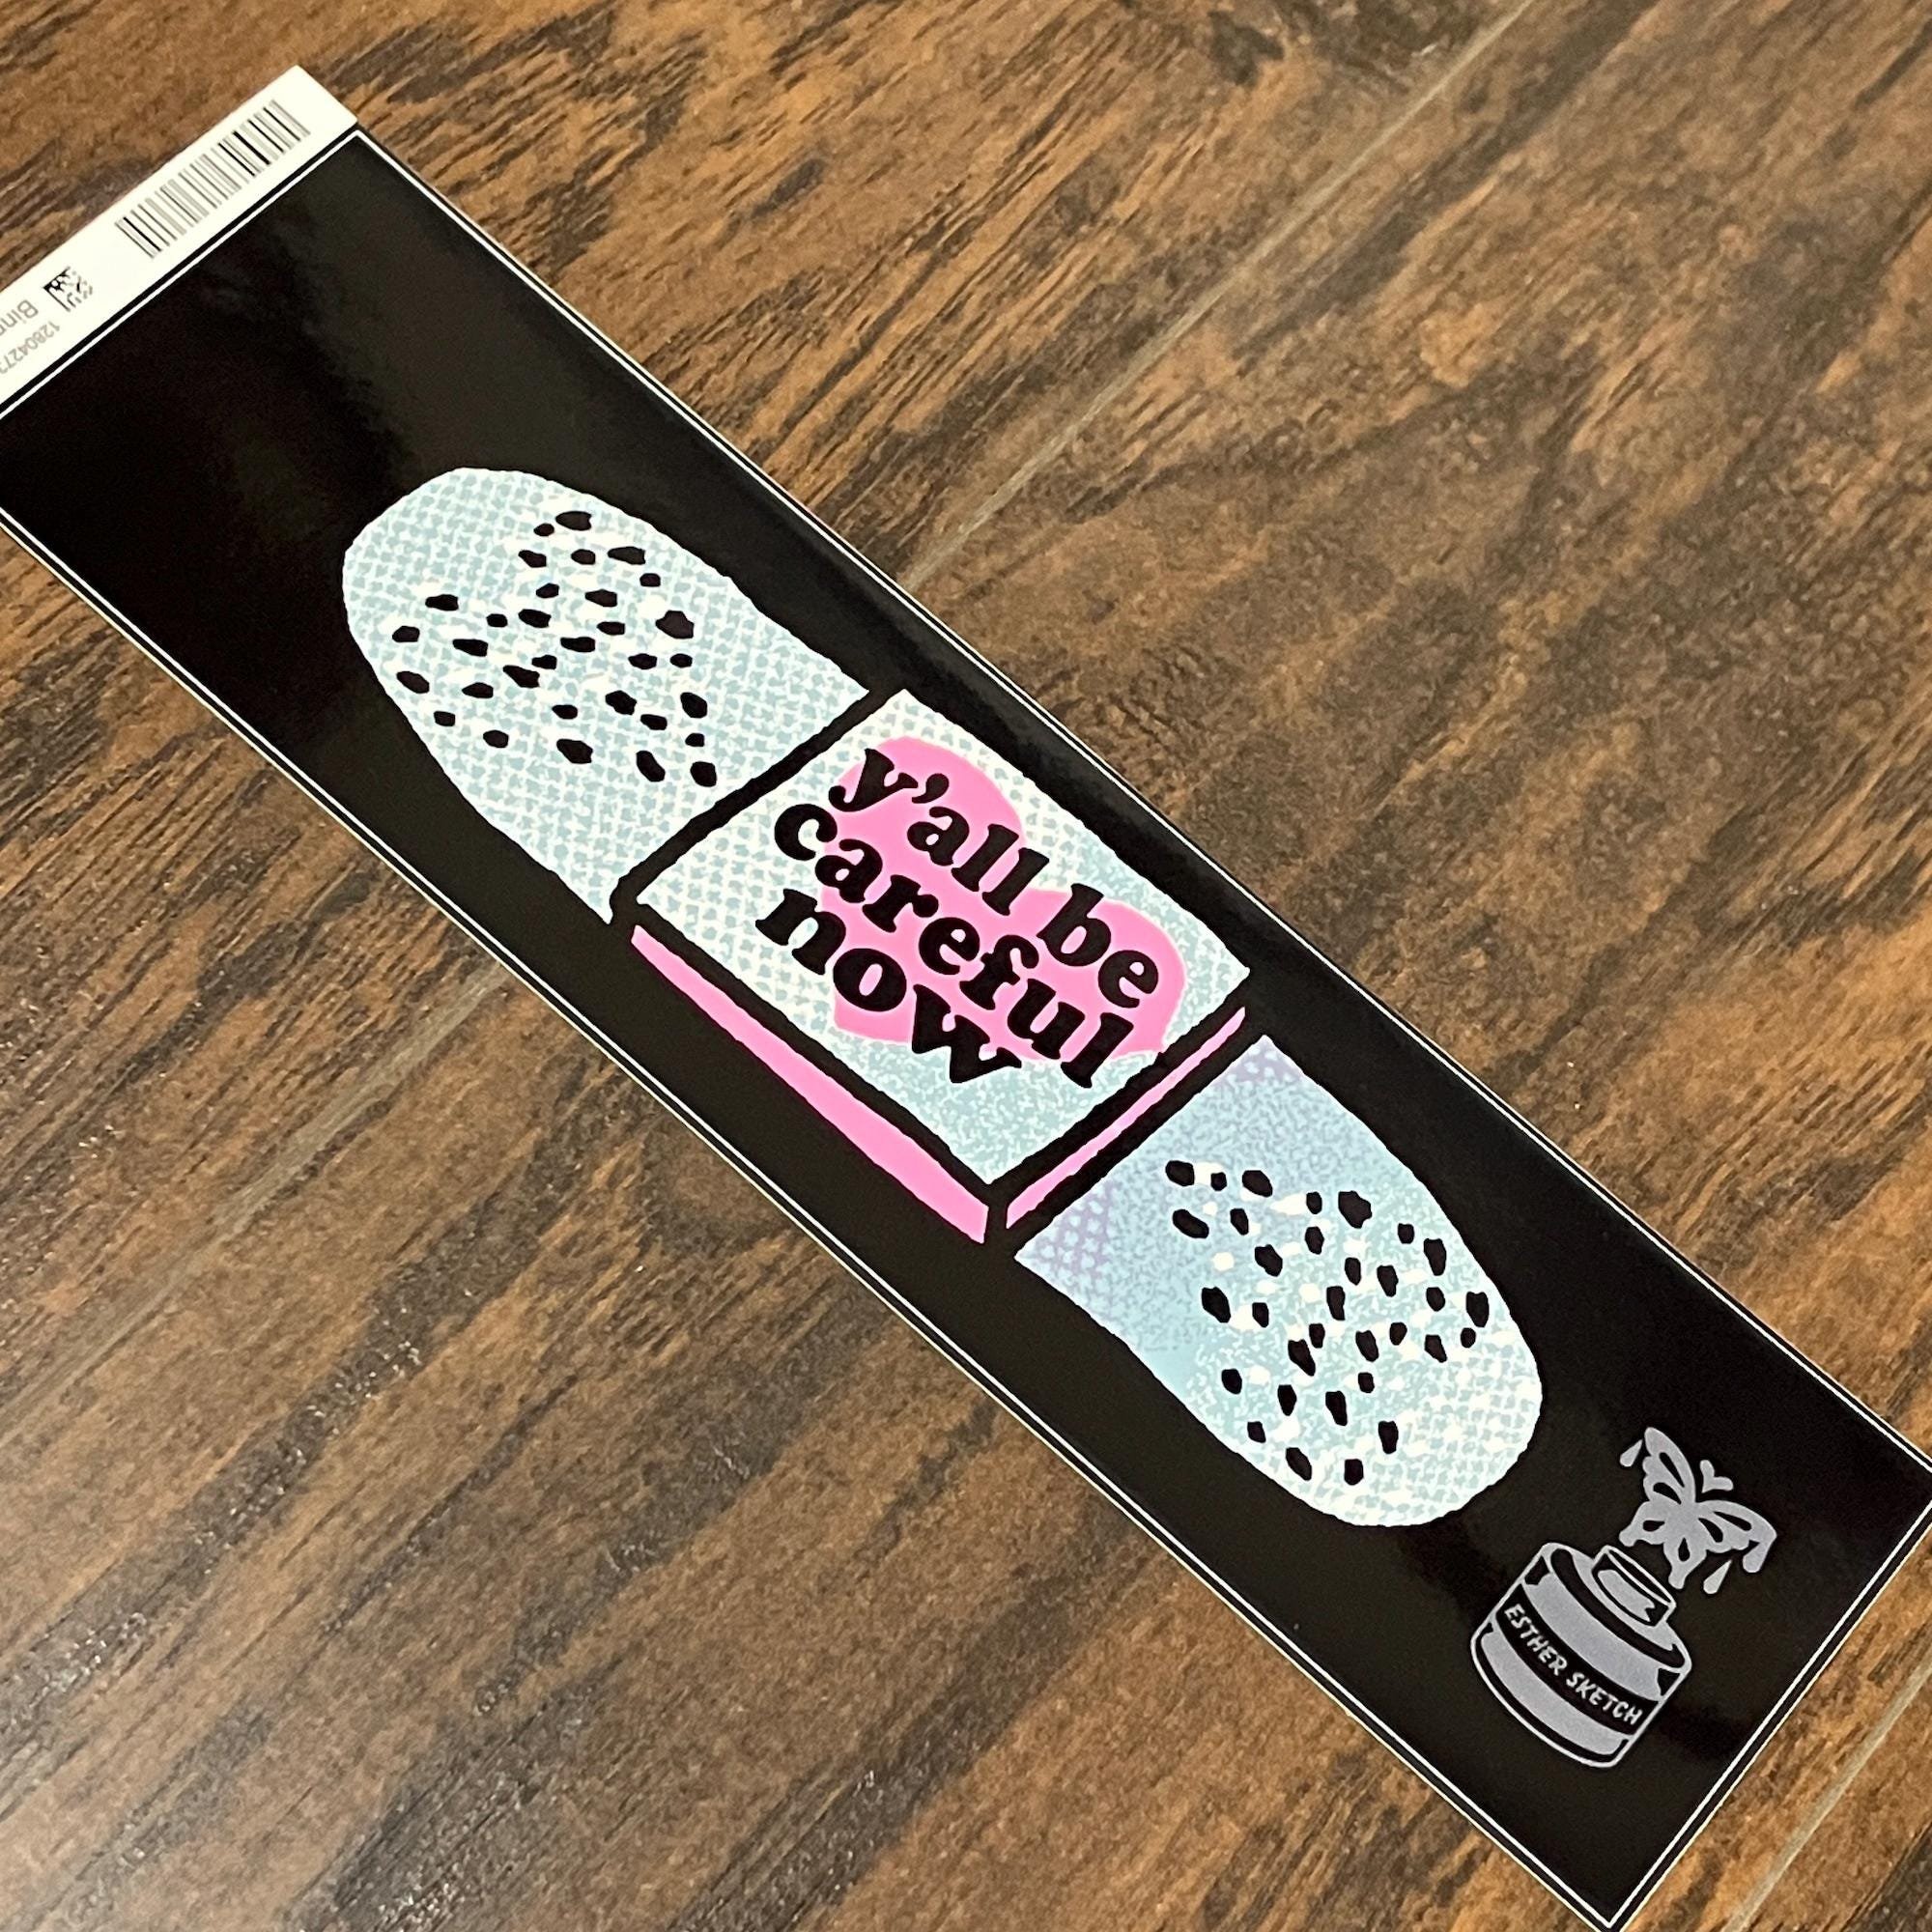 y'all be
careful
now
ESTHER SKETCH